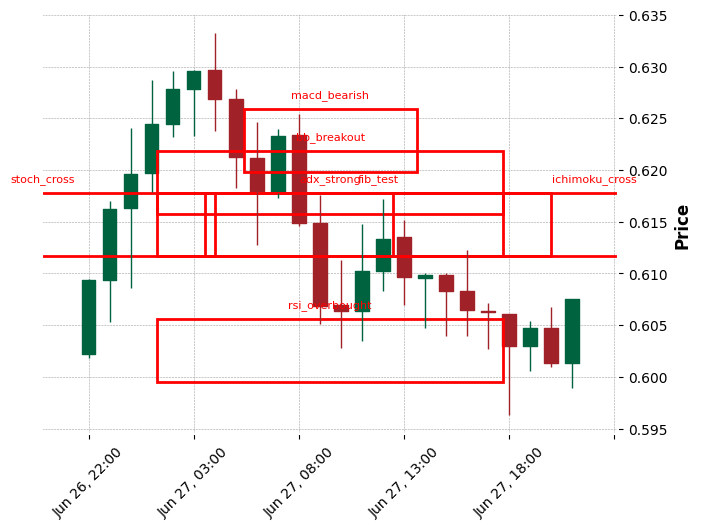 0.635
0.630
macd_bearish
0.625
bb_breakout
0.620
stoch_cross
fib_test
ichimoku_cross
0.615
Price
0.610
rsi_overbought
0.605
0.600
0.595
Jun 26, 22:00
Jun 27, 03:00
Jun 27, 08:00
Jun 27, 13:00
Jun 27, 18:00